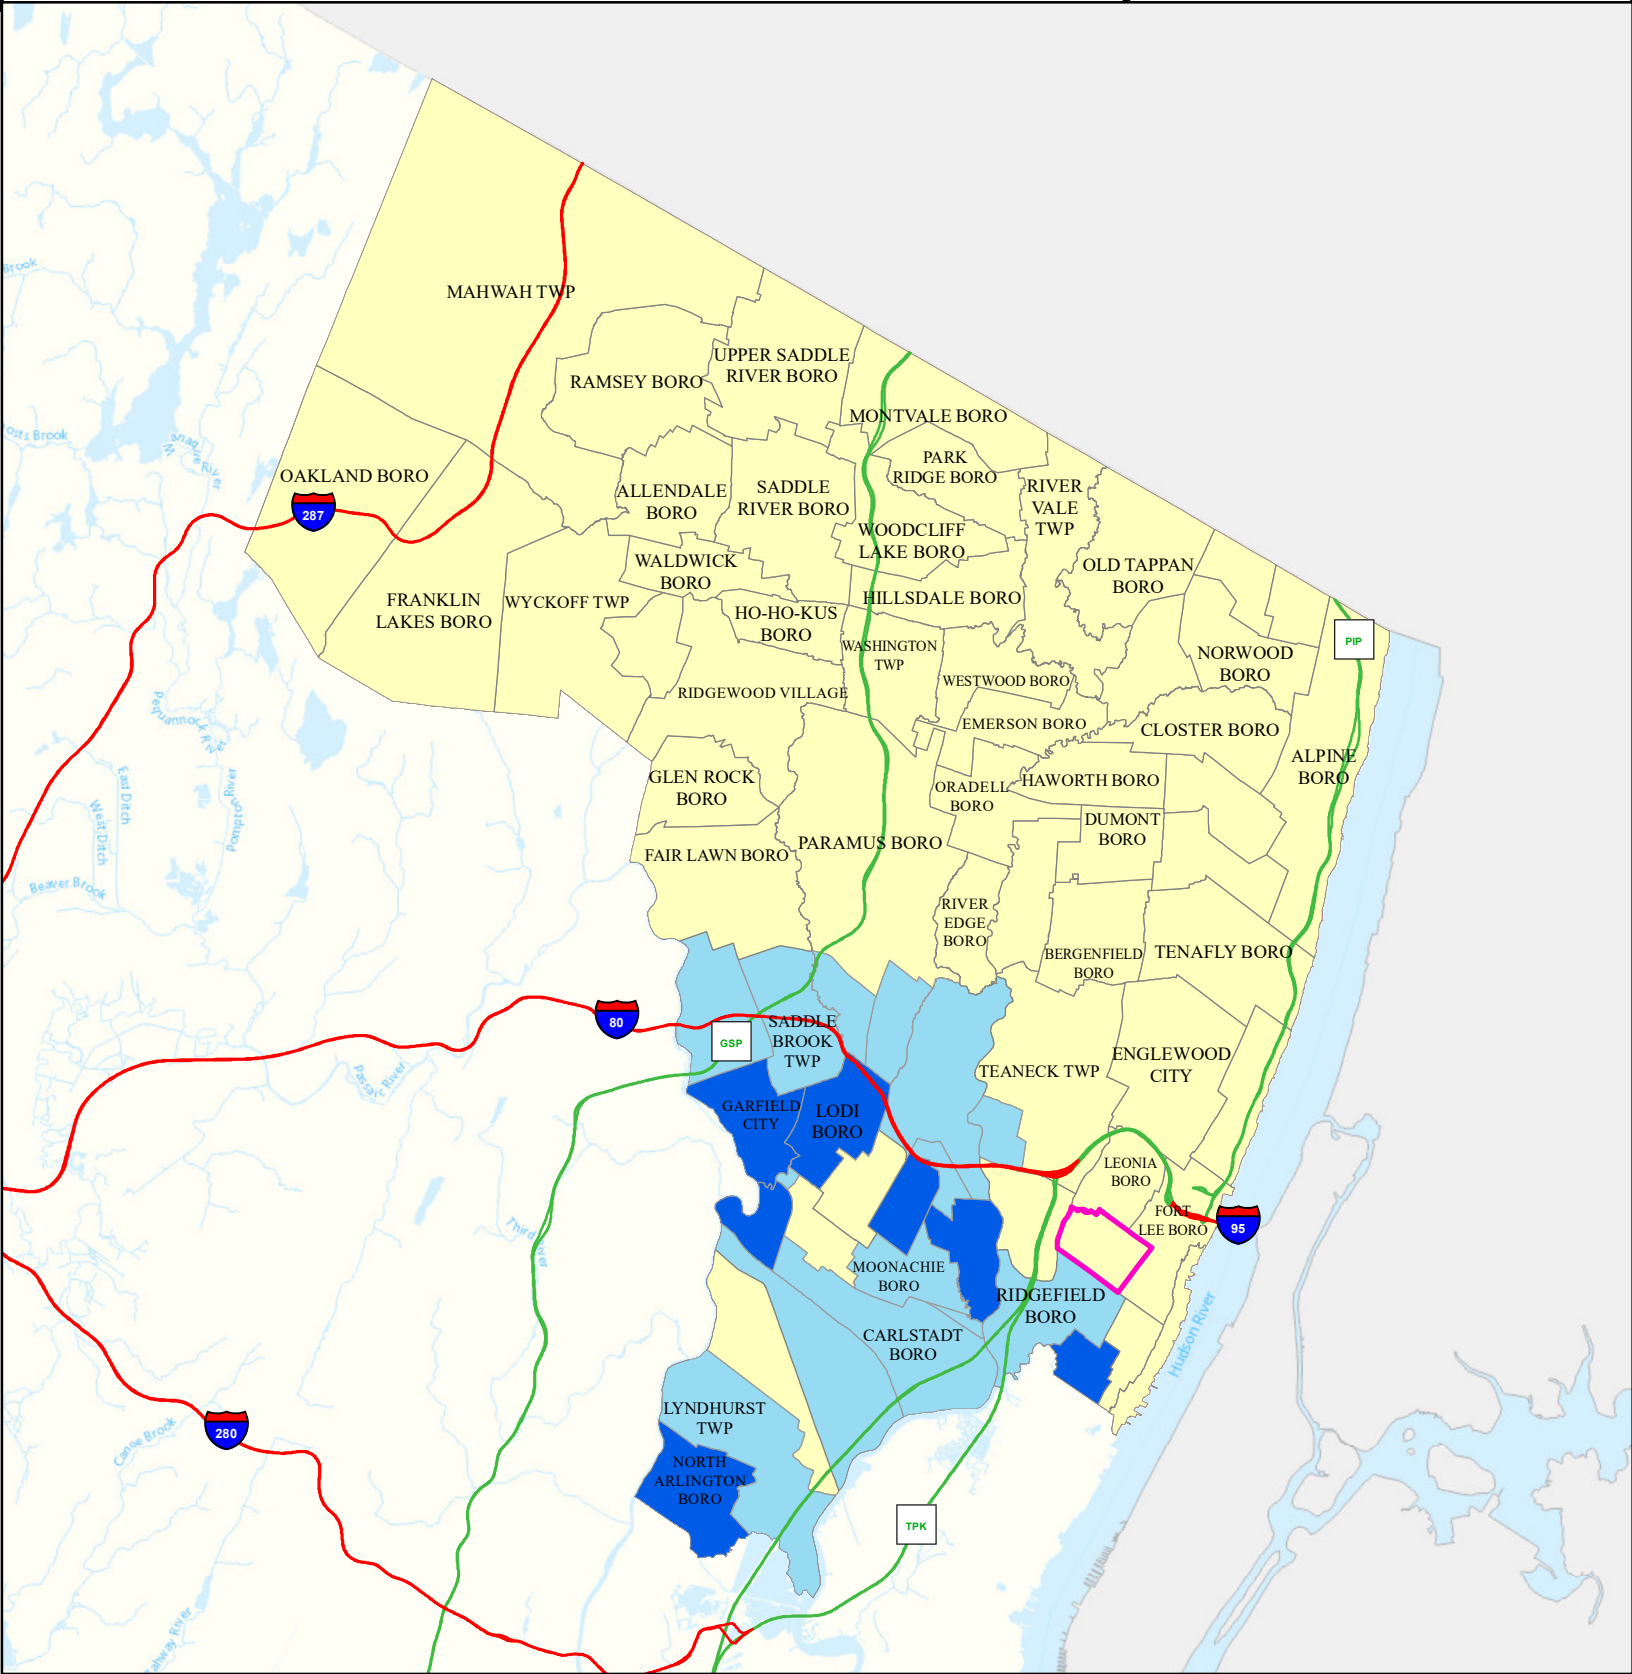 MAHWAH TWP
UPPER SADDLE
RIVER BORO
RAMSEY BORO
MONTVALE BORO
PARK
RIDGE BORO
OAKLAND BORO
287
ALLENDALE
BORO
SADDLE
RIVER BORO
RIVER
VALE
TWP
WOODCLIFF
LAKE BORO
WALDWICK
BORO
OLD TAPPAN
BORO
FRANKLIN
LAKES BORO
WYCKOFF TWP
HO-HO-KUS
BORO
HILLSDALE BORO
WASHINGTON
TWP
NORWOOD
BORO
PIP
RIDGEWOOD VILLAGE
WESTWOOD BORO
EMERSON BORO
CLOSTER BORO
ALPINE
BORO
GLEN ROCK
BORO
ORADELL
BORO
HAWORTH BORO
DUMONT
BORO
FAIR LAWN BORO
PARAMUS BORO
RIVER
EDGE
BORO
BERGENFIELD
BORO
TENAFLY BORO
80
GSP
SADDLE
BROOK
TWP
TEANECK TWP
ENGLEWOOD
CITY
GARFIELD
CITY
LODI
BORO
LEONIA
BORO
FORT
LEE BORO
95
MOONACHIE
BORO
RIDGEFIELD
BORO
CARLSTADT
BORO
LYNDHURST
TWP
NORTH
ARLINGTON
BORO
280
TPK
Brook
Pequannock River
East Ditch
West Ditch
Pompton River
Beaver Brook
Passaic River
Third River
Canoe Brook
Hudson River